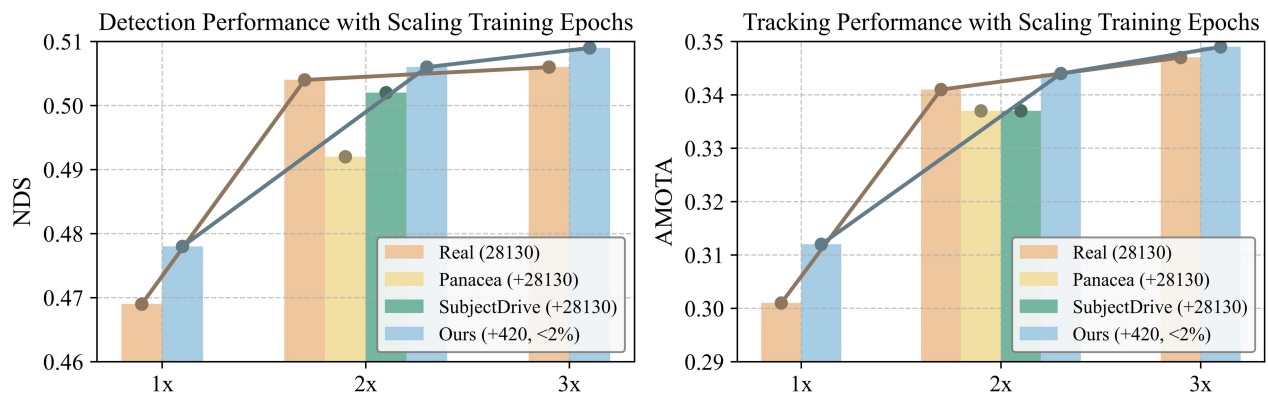 Detection Performance with Scaling Training Epochs
0.51
0.50
0.49
0.48
0.47
0.46
NDS
1x
2x
3x
Real (28130)
Panacea (+28130)
SubjectDrive (+28130)
Ours (+420, <2%)
Tracking Performance with Scaling Training Epochs
0.35
0.34
0.33
0.32
0.31
0.30
0.29
AMOTA
1x
2x
3x
Real (28130)
Panacea (+28130)
SubjectDrive (+28130)
Ours (+420, <2%)